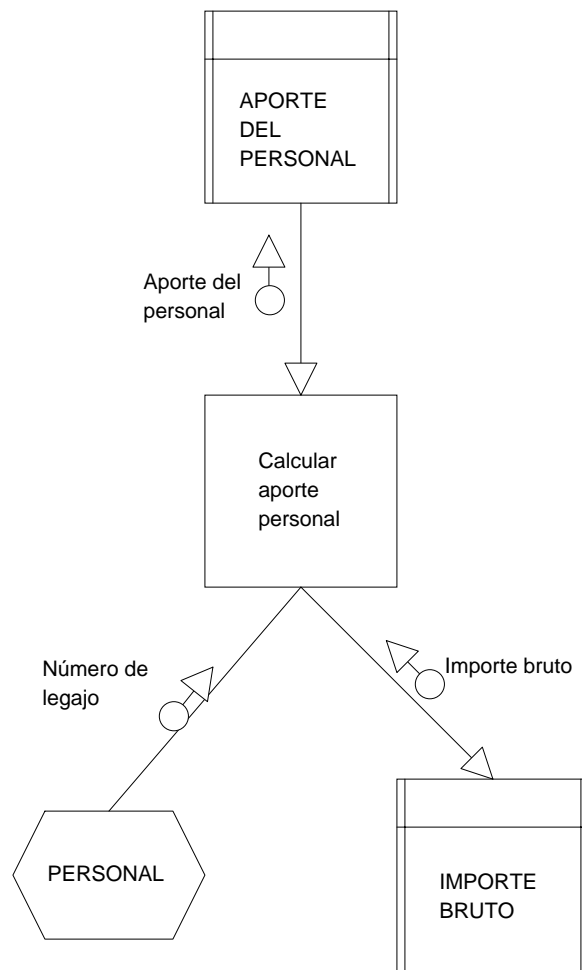 APORTE
DEL
PERSONAL
Aporte del
personal
Calcular
aporte
personal
Número de
legajo
Importe bruto
PERSONAL
IMPORTE
BRUTO